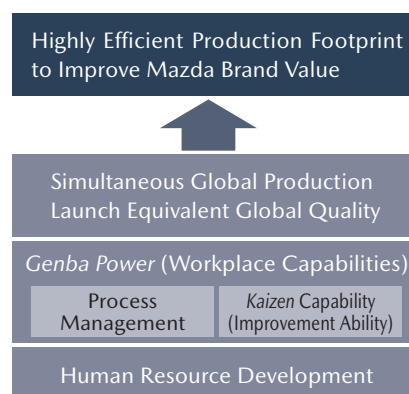 Highly Efficient Production Footprint
to Improve Mazda Brand Value
Simultaneous Global Production
Launch Equivalent Global Quality
Genba Power (Workplace Capabilities)
Process
Management
Kaizen Capability
(Improvement Ability)
Human Resource Development